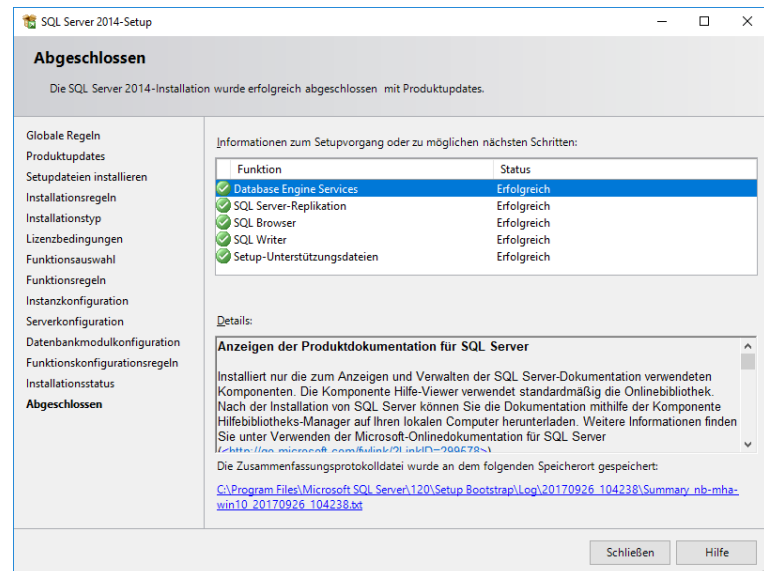 SQL Server 2014-Setup
Abgeschlossen
Die SQL Server 2014-Installation wurde erfolgreich abgeschlossen mit Produktupdates.
Globale Regeln
Produktupdates
Setupdateien installieren
Installationsregeln
Installationstyp
Lizenzbedingungen
Funktionsauswahl
Funktionsregeln
Instanzkonfiguration
Serverkonfiguration
Datenbankmodulkonfiguration
Funktionskonfigurationsregeln
Installationsstatus
Abgeschlossen
Informationen zum Setupvorgang oder zu möglichen nächsten Schritten:
Funktion Status
Database Engine Services Erfolgreich
SQL Server-Replikation Erfolgreich
SQL Browser Erfolgreich
SQL Writer Erfolgreich
Setup-Unterstützungsdateien Erfolgreich
Details:
Anzeigen der Produktdokumentation für SQL Server
Installiert nur die zum Anzeigen und Verwalten der SQL Server-Dokumentation verwendeten
Komponenten. Die Komponente Hilfe-Viewer verwendet standardmäßig die Onlinebibliothek.
Nach der Installation von SQL Server können Sie die Dokumentation mithilfe der Komponente
Hilfebibliotheks-Manager auf Ihren lokalen Computer herunterladen. Weitere Informationen finden
Sie unter Verwenden der Microsoft-Onlinedokumentation für SQL Server
(<http://go.microsoft.com/fwlink/?LinkID=299578>).
Die Zusammenfassungsprotokolldatei wurde an dem folgenden Speicherort gespeichert:
C:\Program Files\Microsoft SQL Server\120\Setup Bootstrap\Log\20170926_104238\Summary_nb-mha-
win10_20170926_104238.txt
Schließen
Hilfe